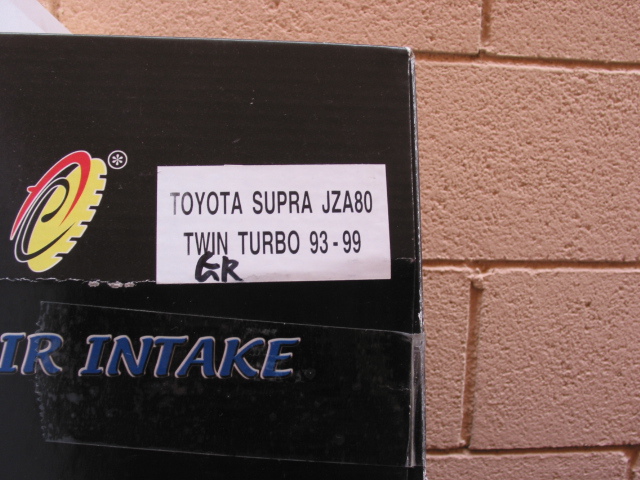 TOYOTA SUPRA JZA80
TWIN TURBO 93-99
GR
IR INTAKE